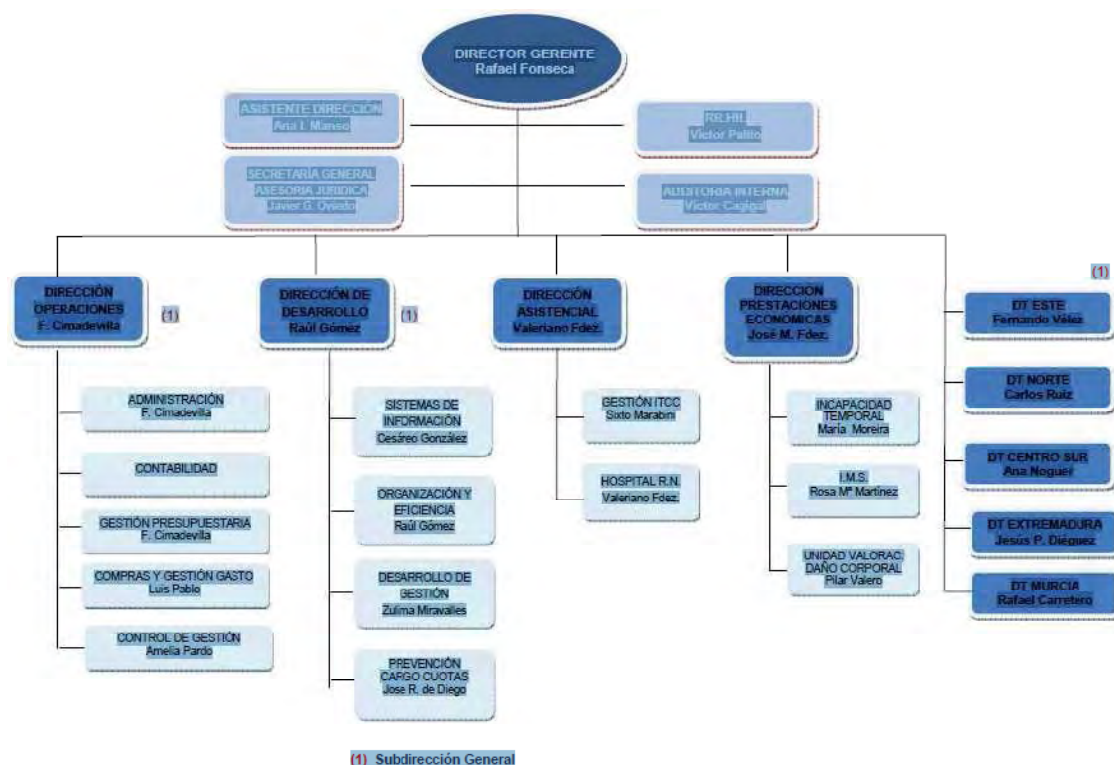 DIRECTOR GERENTE
Rafael Fonseca
ASISTENTE DIRECCIÓN
Ana I. Manso
RR.HH.
Víctor
SECRETARÍA GENERAL
ASESORIA JURIDICA
Javier G. Oviedo
AUDITORIA INTERNA
Víctor Cagigal
DIRECCIÓN
OPERACIONES
F. Cimadevilla
(1)
DIRECCIÓN DE
DESARROLLO
Raúl Gómez
(1)
DIRECCIÓN
ASISTENCIAL
Valeriano Fdez.
DIRECCION
PRESTACIONES
ECONOMICAS
José M. Fdez.
(1)
DT ESTE
Fernando Vélez
DT NORTE
Carlos Ruiz
DT CENTRO SUR
Ana Noguer
DT EXTREMADURA
Jesús P. Diéguez
DT MURCIA
Rafael Carretero
ADMINISTRACIÓN
F. Cimadevilla
CONTABILIDAD
GESTIÓN PRESUPUESTARIA
F. Cimadevilla
COMPRAS Y GESTIÓN GASTO
Luis Pablo
CONTROL DE GESTIÓN
Amelia Pardo
SISTEMAS DE
INFORMACIÓN
Cesáreo González
ORGANIZACIÓN Y
EFICIENCIA
Raúl Gómez
DESARROLLO DE
GESTIÓN
Zulima Miravalles
PREVENCIÓN
CARGO CUOTAS
Jose R. de Diego
GESTIÓN ITCC
Sixto Marabini
HOSPITAL R.N.
Valeriano Fdez.
INCAPACIDAD
TEMPORAL
María Moreira
I.M.S.
Rosa Mª Martínez
UNIDAD VALORAC.
DAÑO CORPORAL
Pilar Valero
(1) Subdirección General